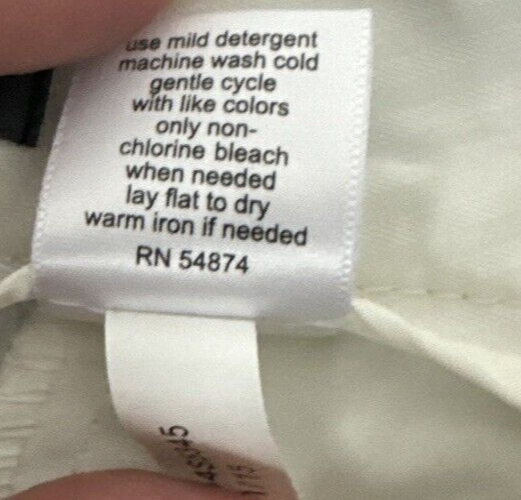 use mild detergent
machine wash cold
gentle cycle
with like colors
only non-
chlorine bleach
when needed
lay flat to dry
warm iron if needed
RN 54874